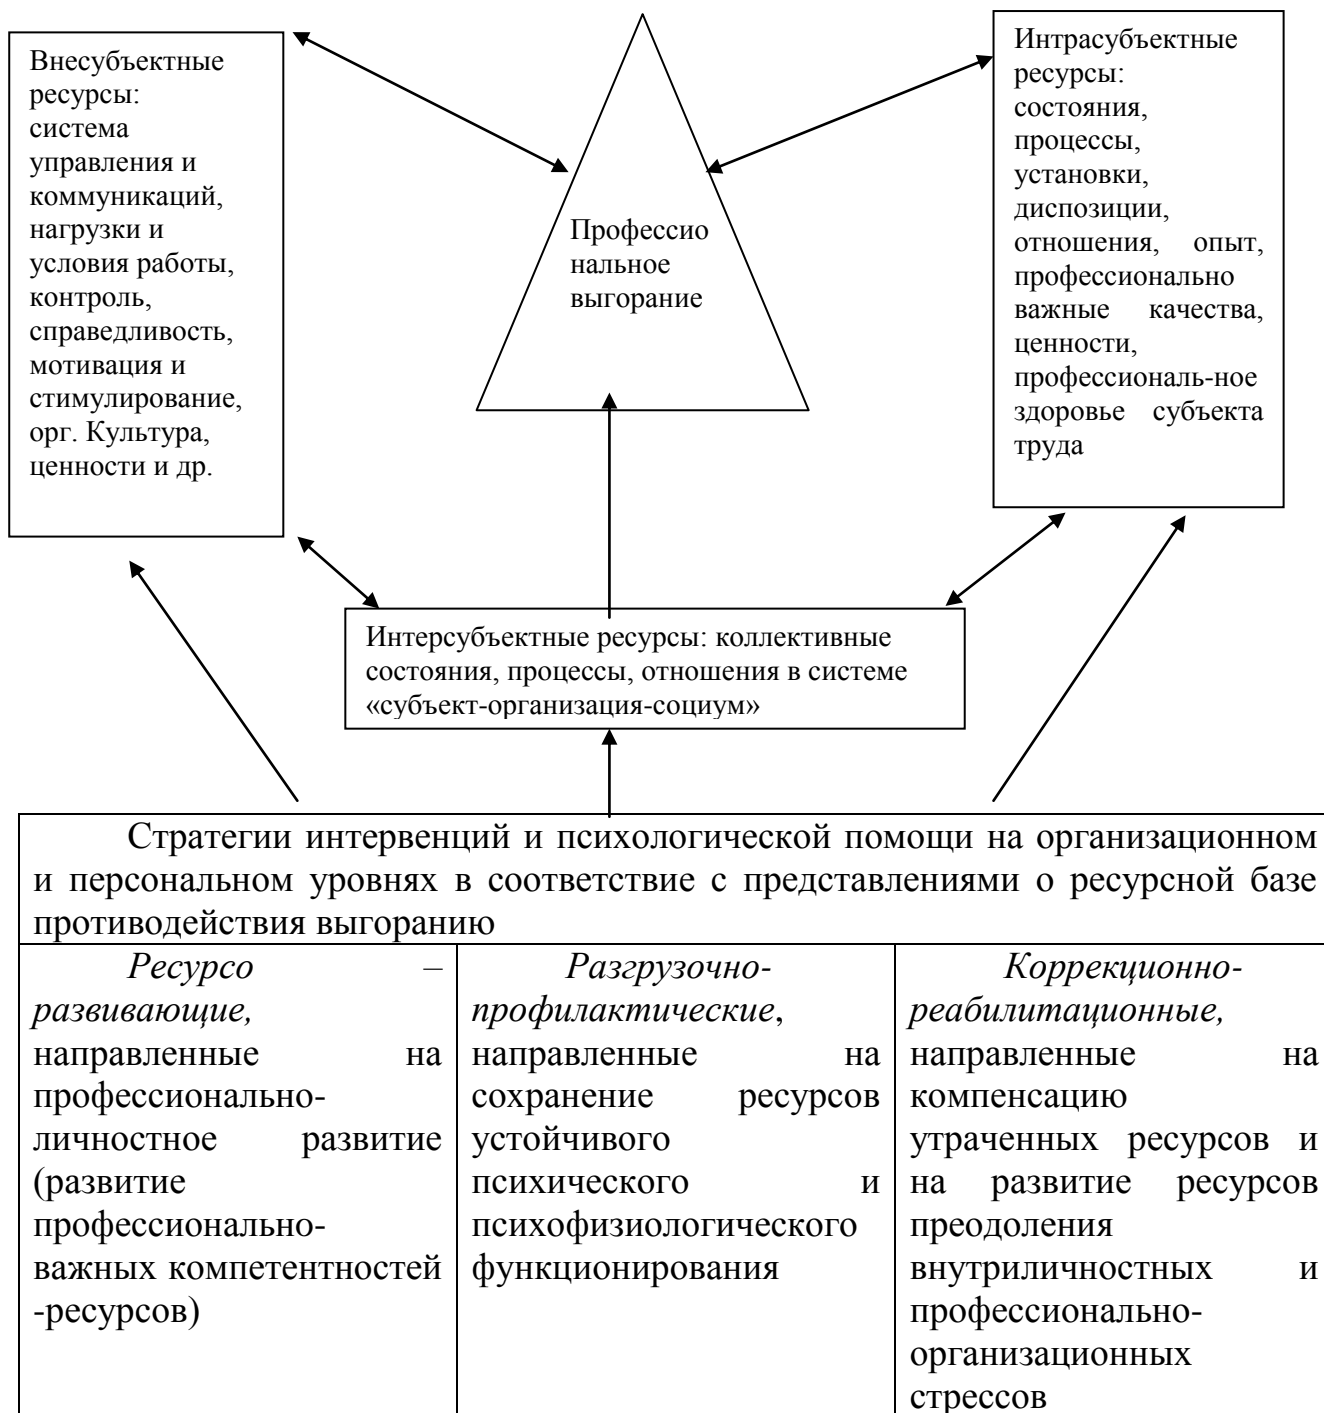 Внесубъектные
ресурсы:
система
управления и
коммуникаций,
нагрузки и
условия работы,
контроль,
справедливость,
мотивация и
стимулирование,
орг. Культура,
ценности и др.
Профессио
нальное
выгорание
Интрасубъектные
ресурсы:
состояния,
процессы,
установки,
диспозиции,
отношения, опыт,
профессионально
важные качества,
ценности,
профессиональ-ное
здоровье субъекта
труда
Интерсубъектные ресурсы: коллективные
состояния, процессы, отношения в системе
«субъект-организация-социум»
Стратегии интервенций и психологической помощи на организационном
и персональном уровнях в соответствие с представлениями о ресурсной базе
противодействия выгоранию
Ресурсо –
развивающие,
направленные на
профессионально-
личностное развитие
(развитие
профессионально-
важных компетентностей
-ресурсов)
Разгрузочно-
профилактические,
направленные на
сохранение ресурсов
устойчивого
психического и
психофизиологического
функционирования
Коррекционно-
реабилитационные,
направленные на
компенсацию
утраченных ресурсов и
на развитие ресурсов
преодоления
внутриличностных и
профессионально-
организационных
стрессов